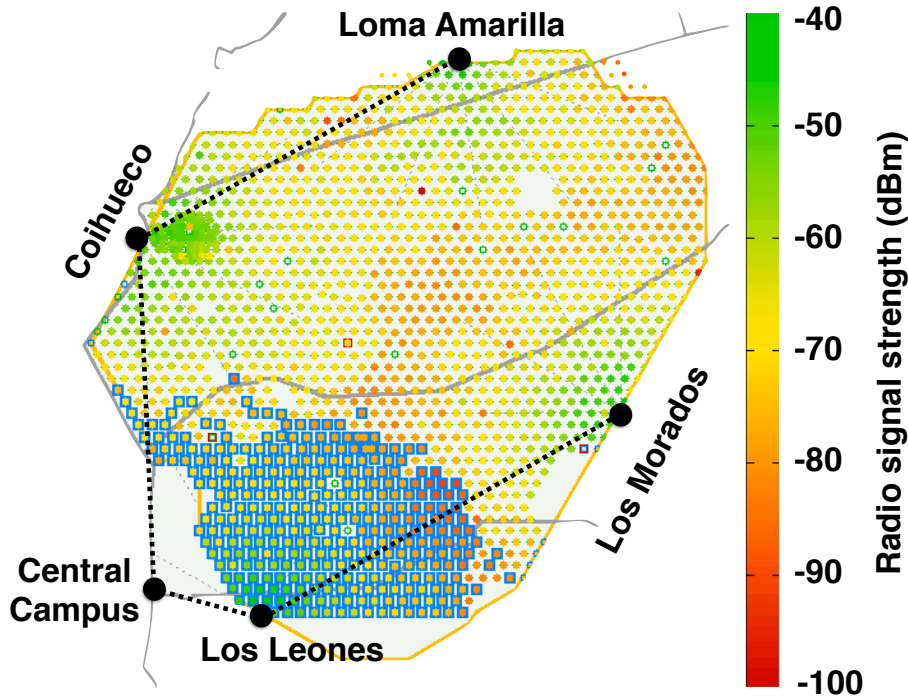 Loma Amarilla
Coihueco
Los Morados
Central
Campus
Los Leones
-40
-50
-60
-70
-80
-90
-100
Radio signal strength (dBm)